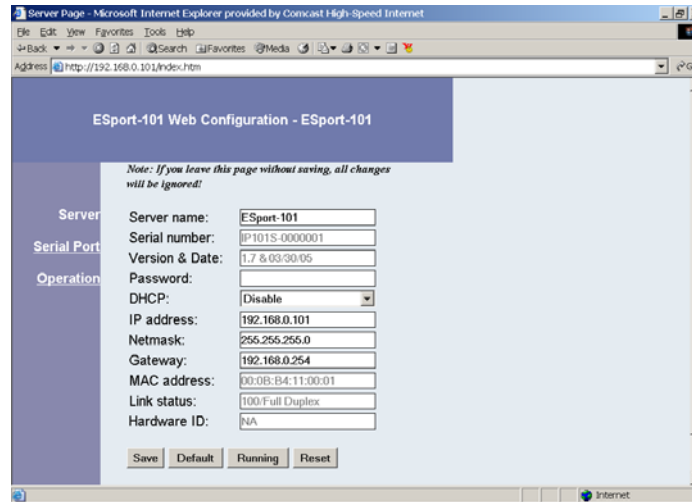 Server Page - Microsoft Internet Explorer provided by Comcast High-Speed Internet
File Edit View Favorites Tools Help
Back Search Favorites Media
Address http://192.168.0.101/index.htm
ESport-101 Web Configuration - ESport-101
Note: If you leave this page without saving, all changes
will be ignored!
Server
Serial Port
Operation
Server name: ESport-101
Serial number: IP101S-0000001
Version & Date: 1.7 & 03/30/05
Password:
DHCP: Disable
IP address: 192.168.0.101
Netmask: 255.255.255.0
Gateway: 192.168.0.254
MAC address: 00:0B:B4:11:00:01
Link status: 100/Full Duplex
Hardware ID: NA
Save Default Running Reset
Internet